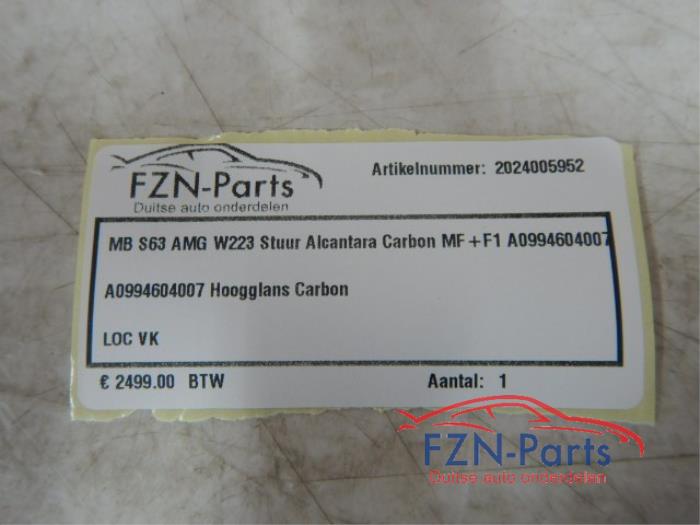 FZN-Parts
Duitse auto onderdelen
Artikelnummer: 2024005952
MB S63 AMG W223 Stuur Alcantara Carbon MF+F1 A0994604007
A0994604007 Hoogglans Carbon
LOC VK
€ 2499.00 BTW
Aantal: 1
FZN-Parts
Duitse auto onderdelen